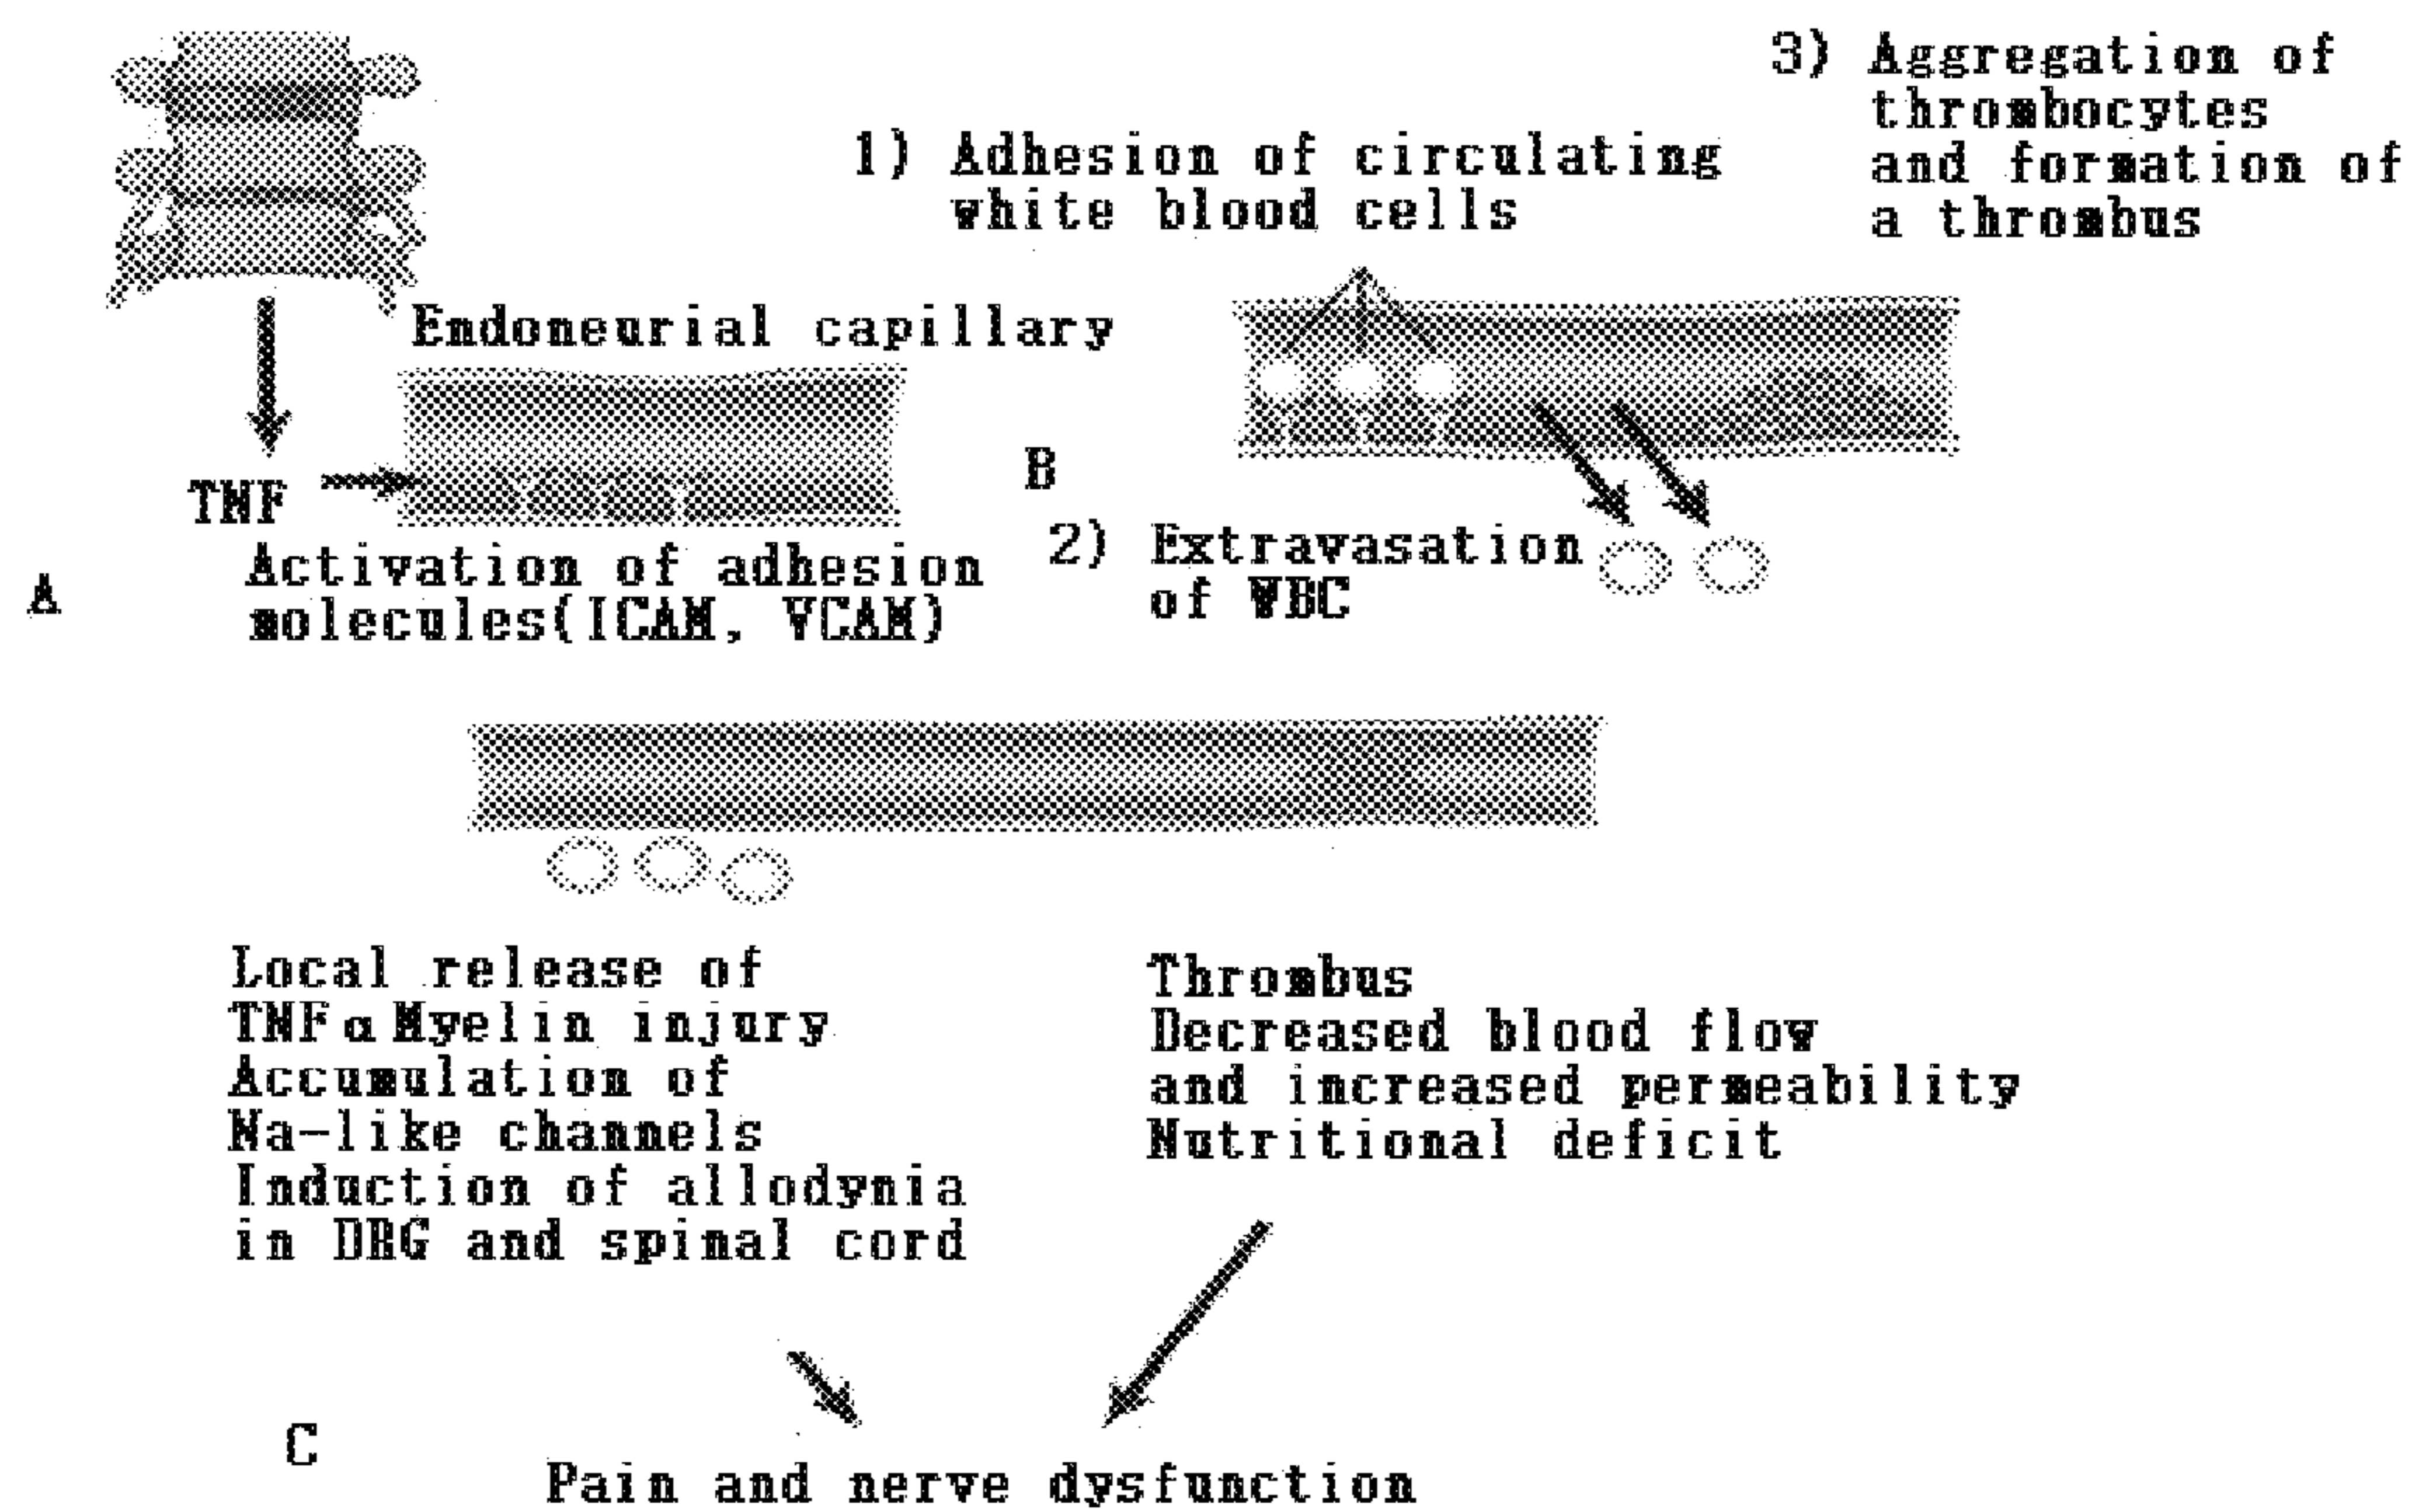 3) Aggregation of
thrombocytes
and formation of
a thrombus
1) Adhesion of circulating
white blood cells
Endoneurial capillary
TNF
B
2) Extravasation
of WBC
A
Activation of adhesion
molecules(ICAM, VCAM)
Local release of
TNFα Myelin injury
Accumulation of
Na-like channels
Induction of allodynia
in DRG and spinal cord
Thrombus
Decreased blood flow
and increased permeability
Nutritional deficit
C
Pain and nerve dysfunction